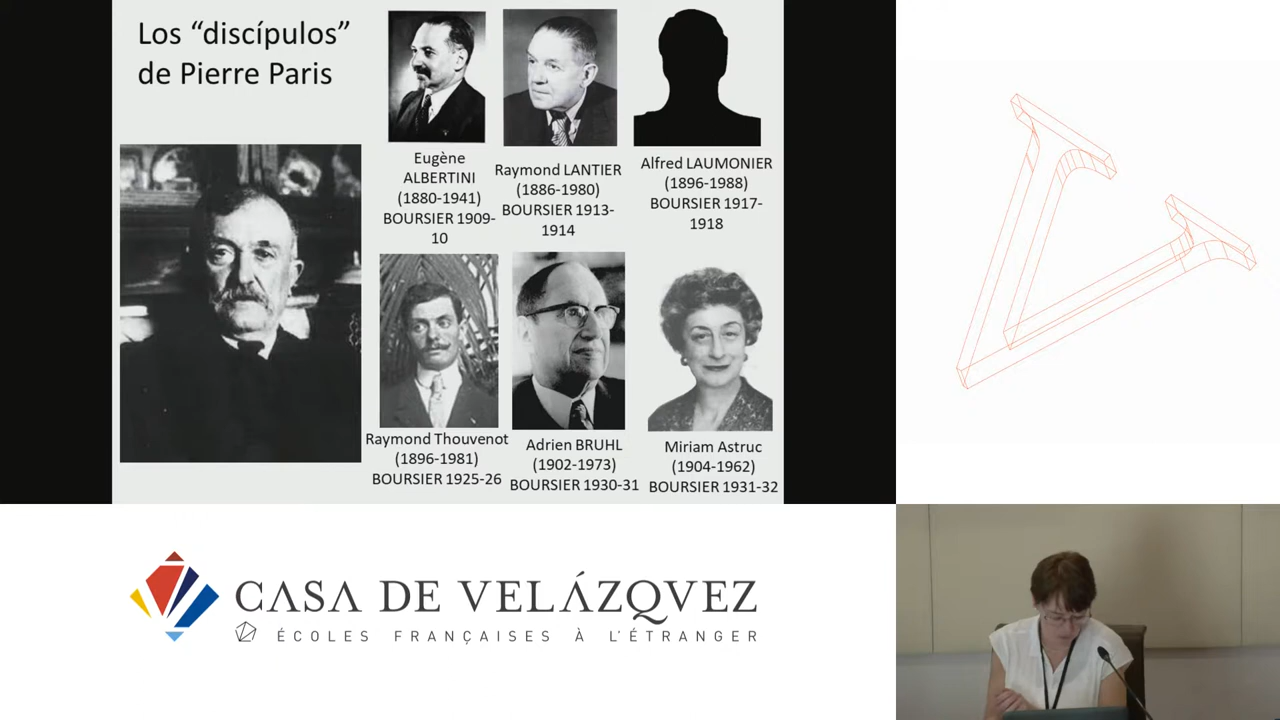 Los “discípulos”
de Pierre Paris
Eugène
ALBERTINI
(1880-1941)
BOURSIER 1909-
10
Raymond LANTIER
(1886-1980)
BOURSIER 1913-
1914
Alfred LAUMONIER
(1896-1988)
BOURSIER 1917-
1918
Raymond Thouvenot
(1896-1981)
BOURSIER 1925-26
Adrien BRUHL
(1902-1973)
BOURSIER 1930-31
Miriam Astruc
(1904-1962)
BOURSIER 1931-32
CASA DE VELÁZQVEZ
ÉCOLES FRANÇAISES À L'ÉTRANGER